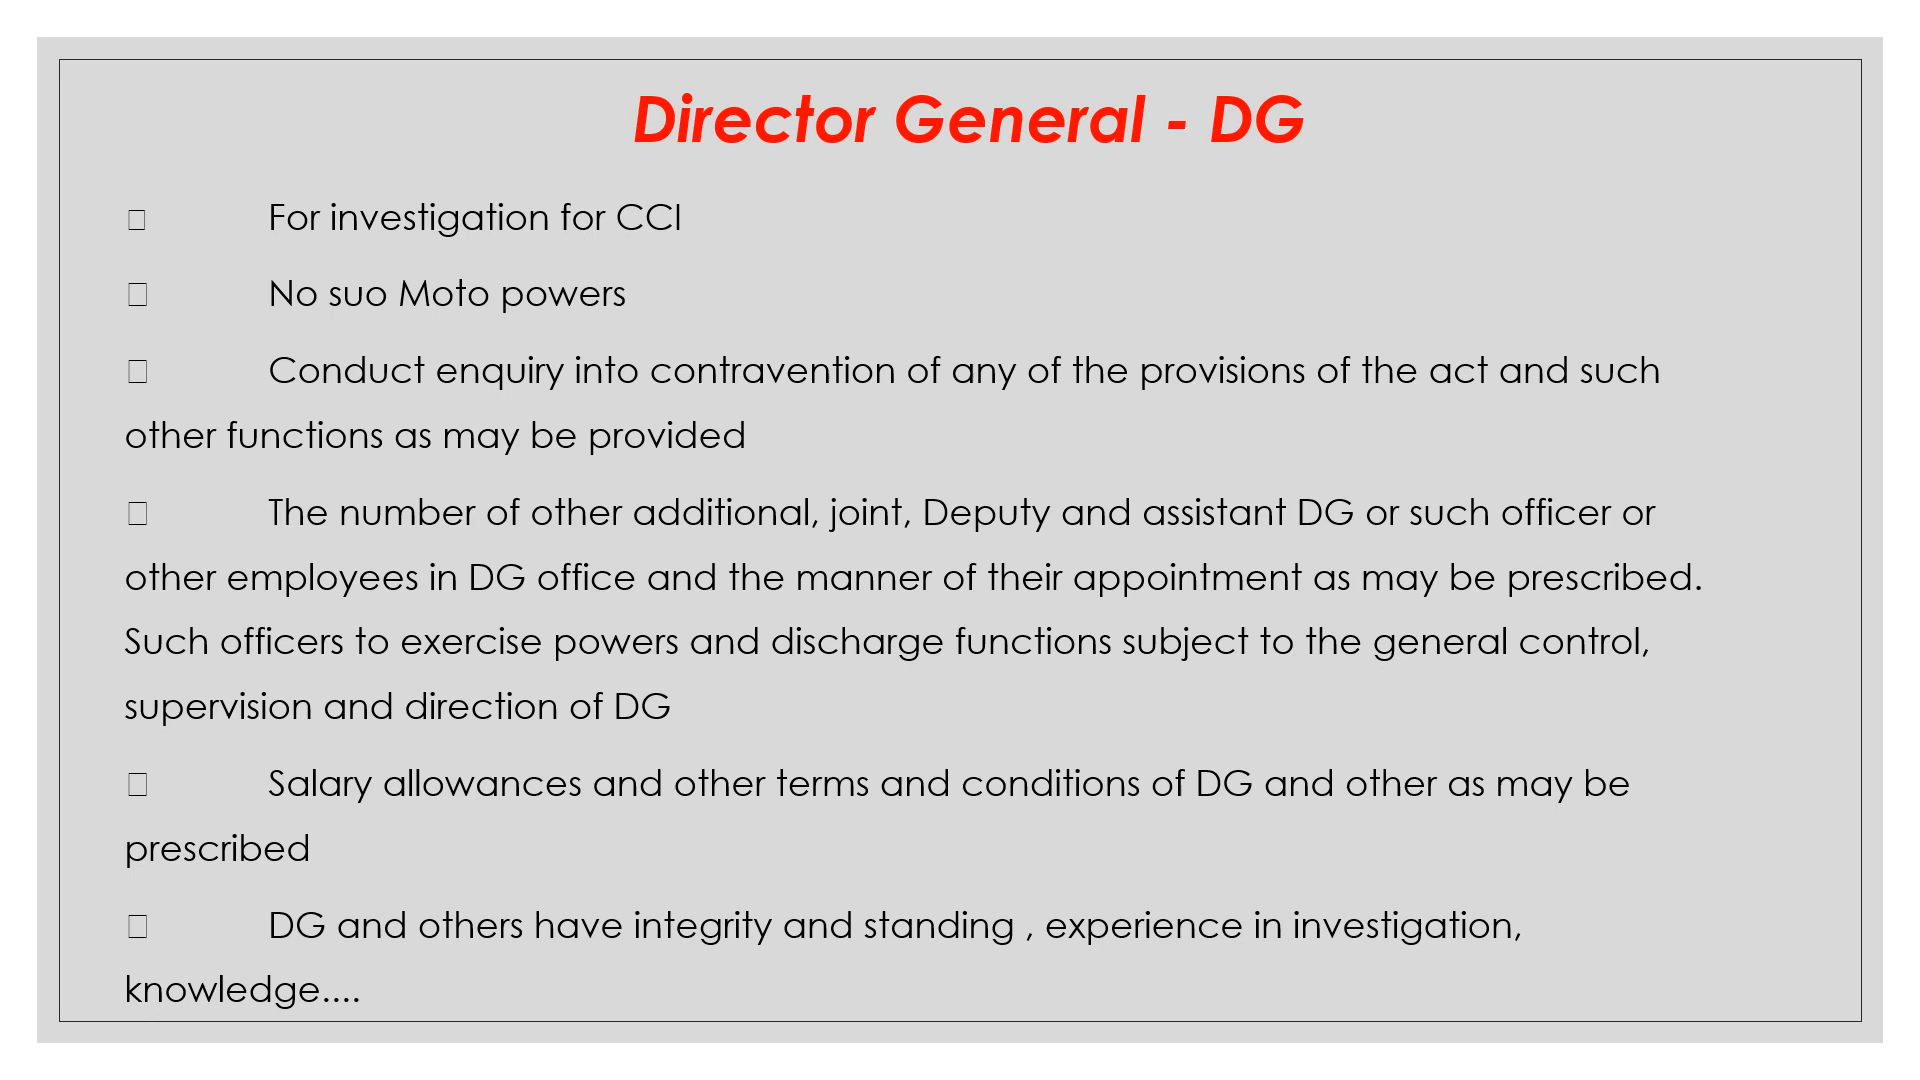 Director General - DG
For investigation for CCI
No suo Moto powers
Conduct enquiry into contravention of any of the provisions of the act and such
other functions as may be provided
The number of other additional, joint, Deputy and assistant DG or such officer or
other employees in DG office and the manner of their appointment as may be prescribed.
Such officers to exercise powers and discharge functions subject to the general control,
supervision and direction of DG
Salary allowances and other terms and conditions of DG and other as may be
prescribed
DG and others have integrity and standing , experience in investigation,
knowledge....